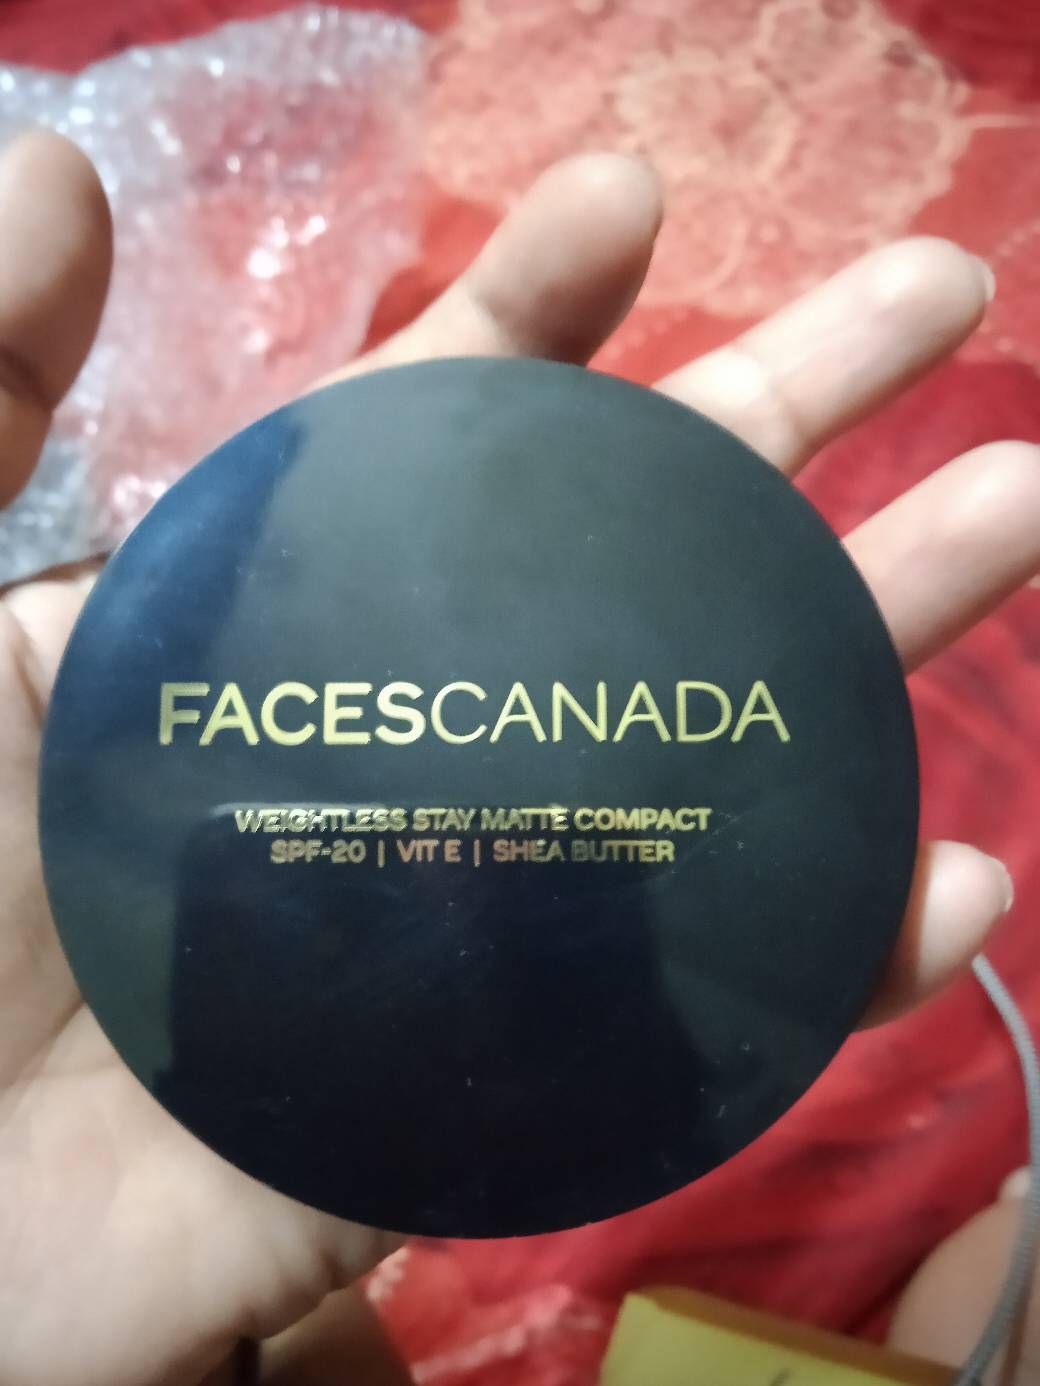 FACESCANADA
WEIGHTLESS STAY MATTE COMPACT
SPF-20 | VIT E | SHEA BUTTER